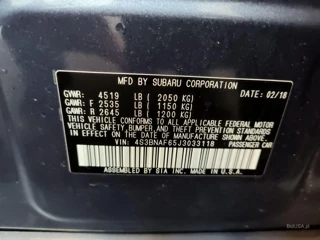 MFD. BY SUBARU CORPORATION
GVWR: 4519 LB ( 2050 KG) DATE: 02/18
GAWR: F 2535 LB ( 1150 KG)
GAWR: R 2645 LB ( 1200 KG)
THIS VEHICLE CONFORMS TO ALL APPLICABLE FEDERAL MOTOR VEHICLE
SAFETY, BUMPER, AND THEFT PREVENTION STANDARDS
IN EFFECT ON THE DATE OF MANUFACTURE SHOWN ABOVE.
VIN: 4S3BNAF65J3033118 PASSENGER CAR
ASSEMBLED BY SIA INC. MADE IN U.S.A.